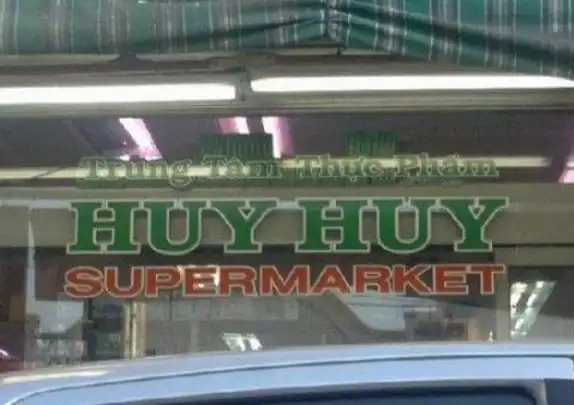 Trung Tâm Thực Phẩm
HUY HUY
SUPERMARKET